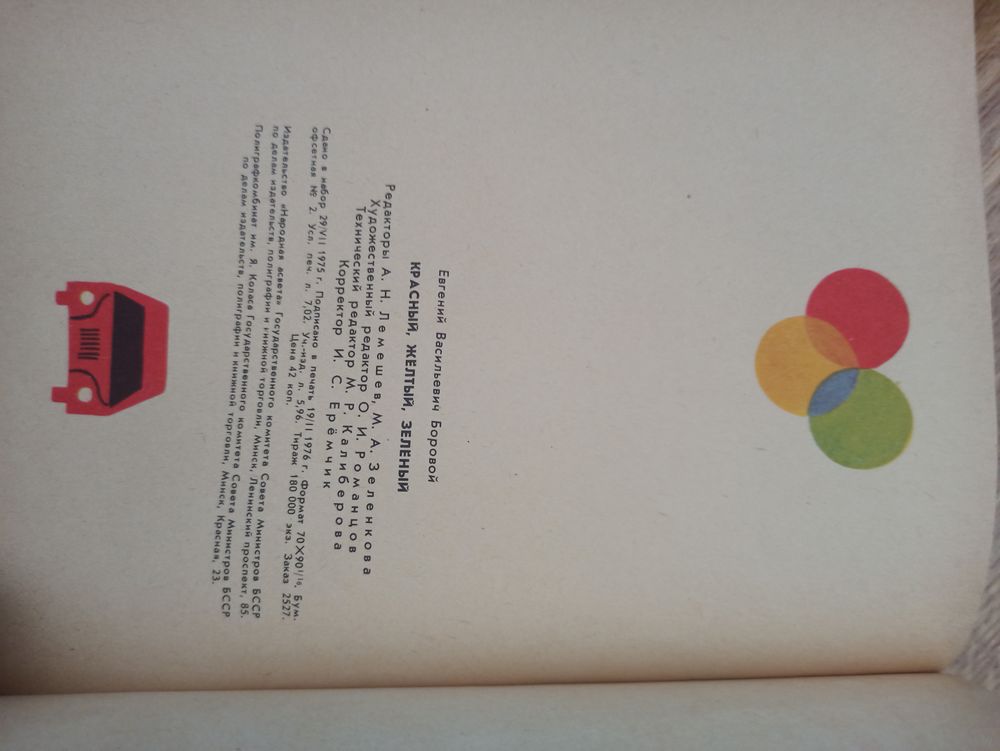 Евгений Васильевич Боровой
КРАСНЫЙ, ЖЕЛТЫЙ, ЗЕЛЕНЫЙ
Редакторы А. Н. Лемешев, М. А. Зеленкова
Художественный редактор О. И. Романцов
Технический редактор М. Р. Калиберова
Корректор И. С. Ерёмчик
Сдано в набор 29/VII 1975 г. Подписано в печать 19/II 1976 г. Формат 70×90¹/₁₆. Бум.
офсетная № 2. Усл. печ. л. 7,02. Уч.-изд. л. 5,96. Тираж 180 000 экз. Заказ 2527.
Цена 42 коп.
Издательство «Народная асвета» Государственного комитета Совета Министров БССР
по делам издательств, полиграфии и книжной торговли, Минск, Ленинский проспект, 85.
Полиграфкомбинат им. Я. Коласа Государственного комитета Совета Министров БССР
по делам издательств, полиграфии и книжной торговли, Минск, Красная, 23.